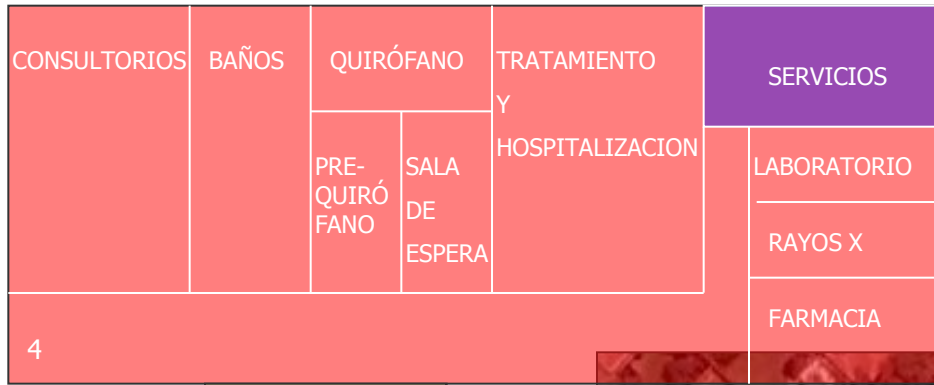 CONSULTORIOS
BAÑOS
QUIRÓFANO
PRE-
QUIRÓ
FANO
SALA
DE
ESPERA
TRATAMIENTO
Y
HOSPITALIZACION
SERVICIOS
LABORATORIO
RAYOS X
FARMACIA
4